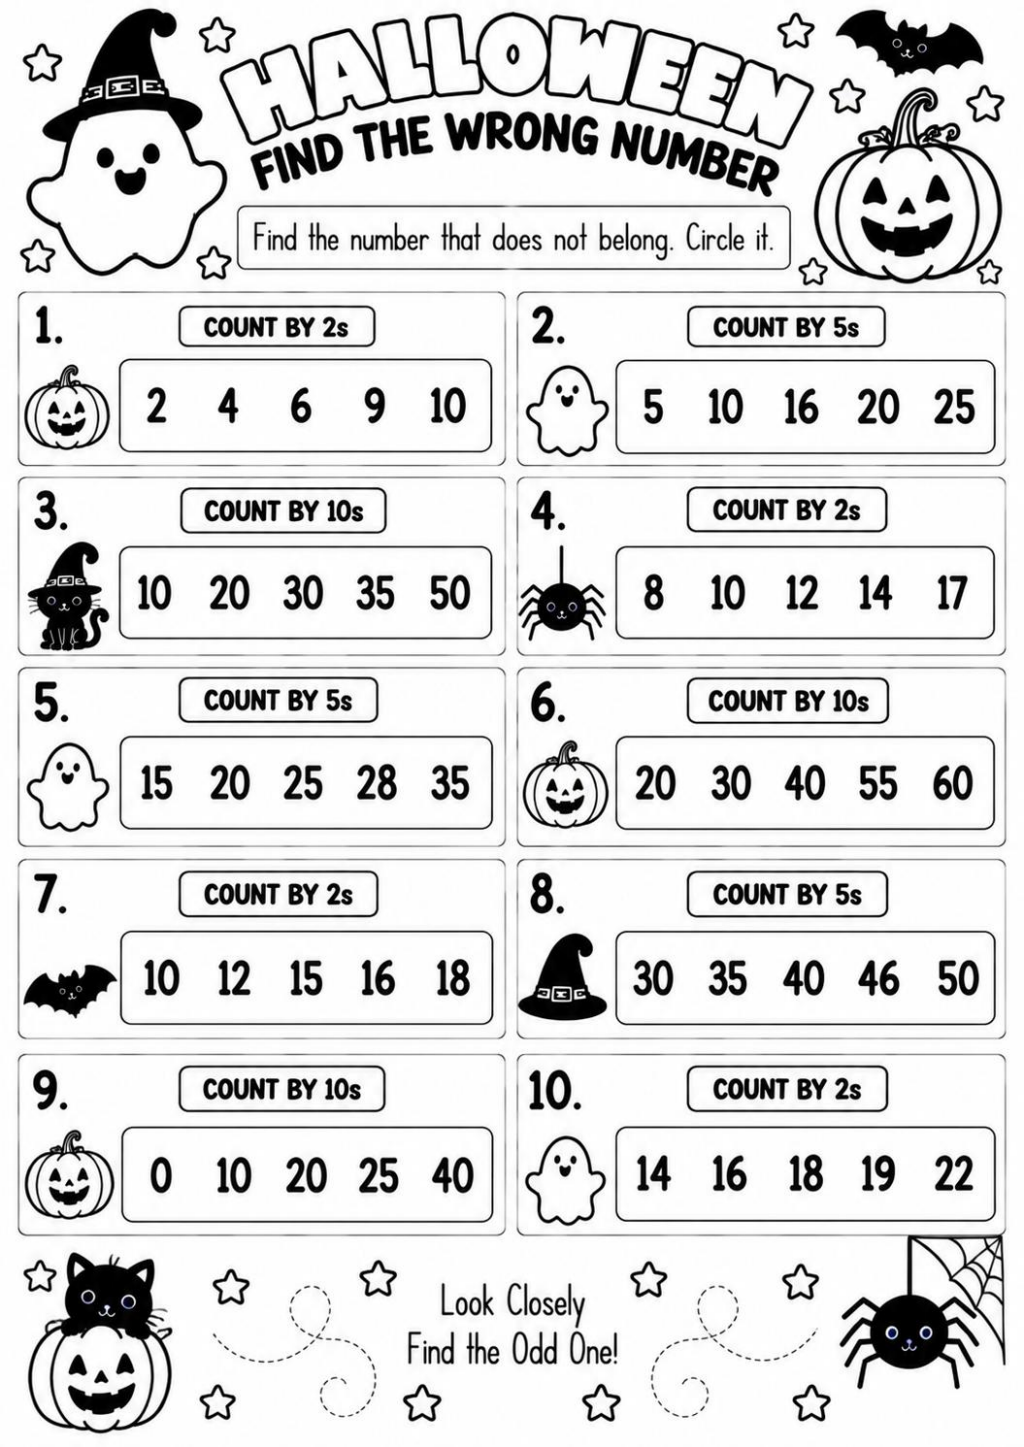 HALLOWEEN
FIND THE WRONG NUMBER
Find the number that does not belong. Circle it.
1. COUNT BY 2s
2 4 6 9 10
2. COUNT BY 5s
5 10 16 20 25
3. COUNT BY 10s
10 20 30 35 50
4. COUNT BY 2s
8 10 12 14 17
5. COUNT BY 5s
15 20 25 28 35
6. COUNT BY 10s
20 30 40 55 60
7. COUNT BY 2s
10 12 15 16 18
8. COUNT BY 5s
30 35 40 46 50
9. COUNT BY 10s
0 10 20 25 40
10. COUNT BY 2s
14 16 18 19 22
Look Closely
Find the Odd One!